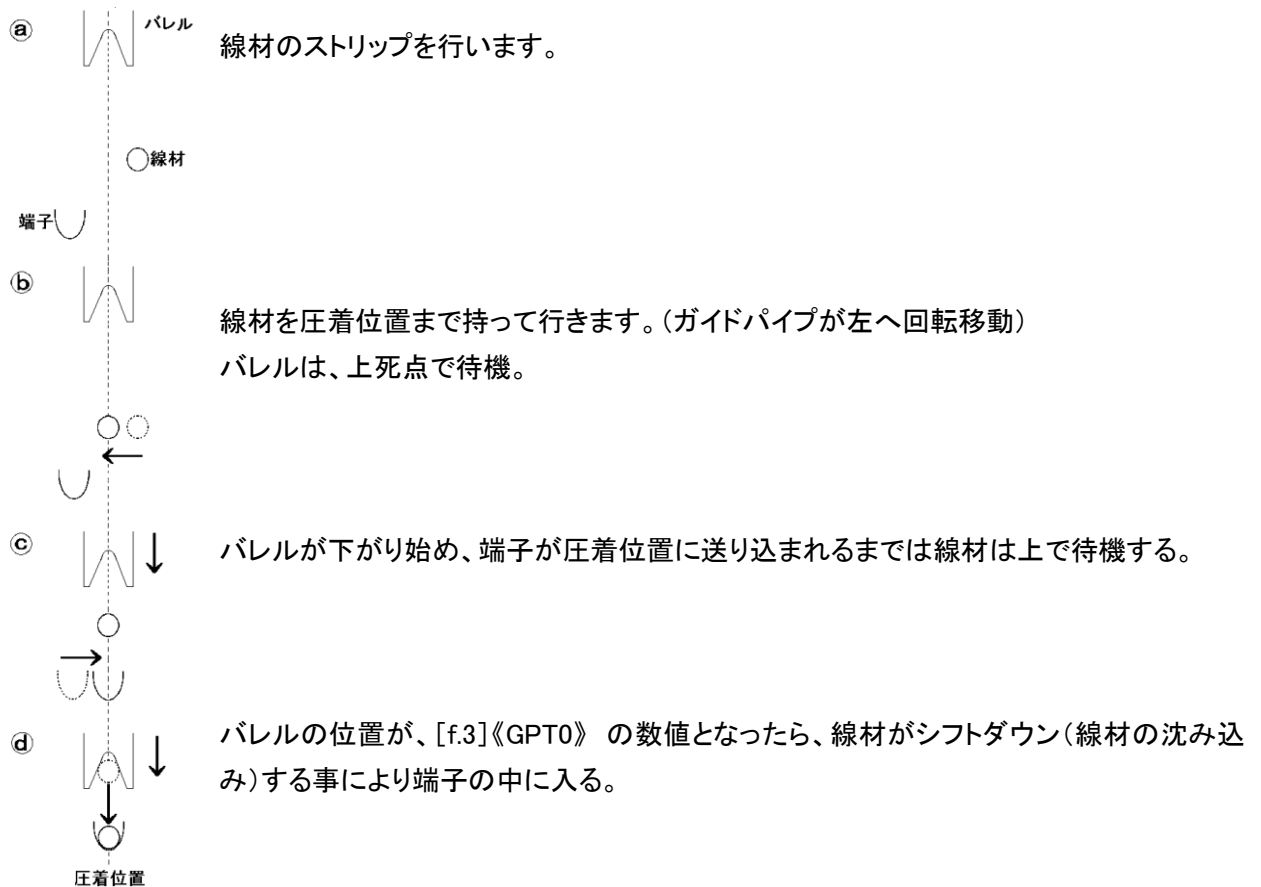 ⓐ
バレル
線材のストリップを行います。
線材
端子
ⓑ
線材を圧着位置まで持って行きます。（ガイドパイプが左へ回転移動）
バレルは、上死点で待機。
ⓒ
バレルが下がり始め、端子が圧着位置に送り込まれるまでは線材は上で待機する。
ⓓ
バレルの位置が、[f.3]《GPT0》 の数値となったら、線材がシフトダウン（線材の沈み込
み）する事により端子の中に入る。
圧着位置